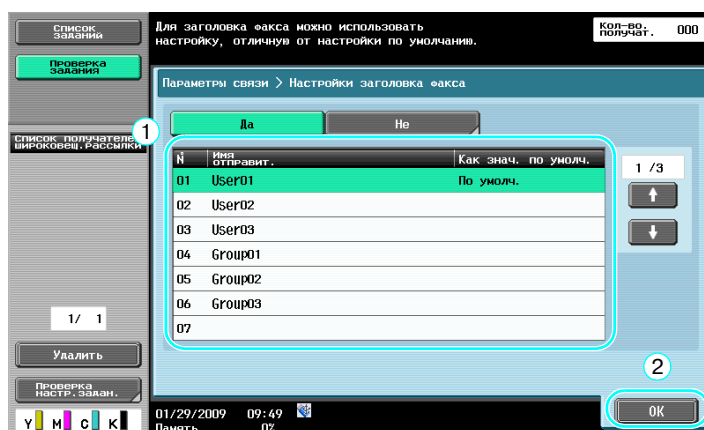 Список
заданий
Проверка
задания
Список получателе
широковещ.рассылки
1/ 1
Удалить
Проверка
настр.задан.
Y M C K
Для заголовка факса можно использовать
настройку, отличную от настройки по умолчанию.
Кол-во.
получат. 000
Параметры связи > Настройки заголовка факса
1
Да Не
N Имя
отправит. Как знач. по умолч.
01 User01 По умолч.
02 User02
03 User03
04 Group01
05 Group02
06 Group03
07
1 /3
2
01/29/2009 09:49
Память 0%
OK